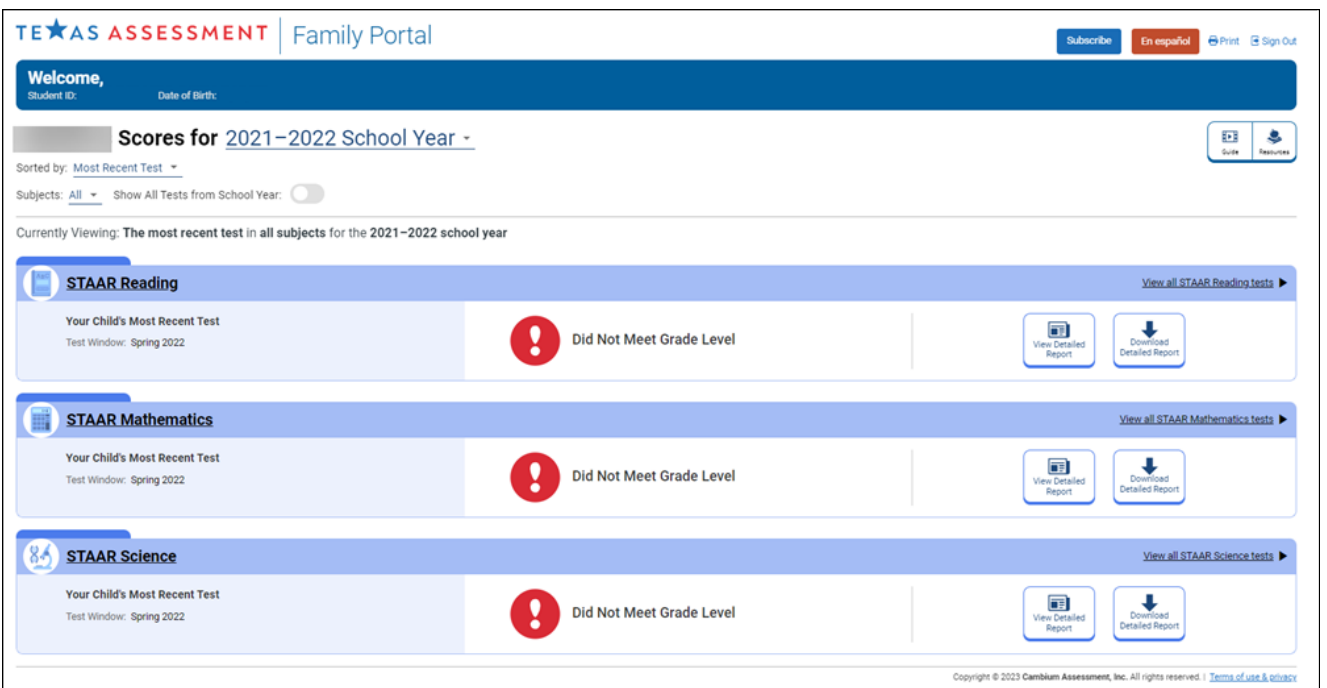 TEXAS ASSESSMENT Family Portal
Subscribe En español Print Sign Out
Welcome,
Student ID: Date of Birth:
Scores for 2021–2022 School Year
Guide Resources
Sorted by: Most Recent Test
Subjects: All Show All Tests from School Year:
Currently Viewing: The most recent test in all subjects for the 2021–2022 school year
STAAR Reading View all STAAR Reading tests
Your Child's Most Recent Test
Test Window: Spring 2022
Did Not Meet Grade Level
View Detailed Report
Download Detailed Report
STAAR Mathematics View all STAAR Mathematics tests
Your Child's Most Recent Test
Test Window: Spring 2022
Did Not Meet Grade Level
View Detailed Report
Download Detailed Report
STAAR Science View all STAAR Science tests
Your Child's Most Recent Test
Test Window: Spring 2022
Did Not Meet Grade Level
View Detailed Report
Download Detailed Report
Copyright © 2023 Cambium Assessment, Inc. All rights reserved. | Terms of use & privacy